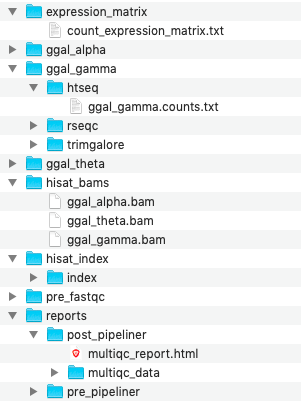 expression_matrix
count_expression_matrix.txt
ggal_alpha
ggal_gamma
htseq
ggal_gamma.counts.txt
rseqc
trimgalore
ggal_theta
hisat_bams
ggal_alpha.bam
ggal_theta.bam
ggal_gamma.bam
hisat_index
index
pre_fastqc
reports
post_pipeliner
multiqc_report.html
multiqc_data
pre_pipeliner